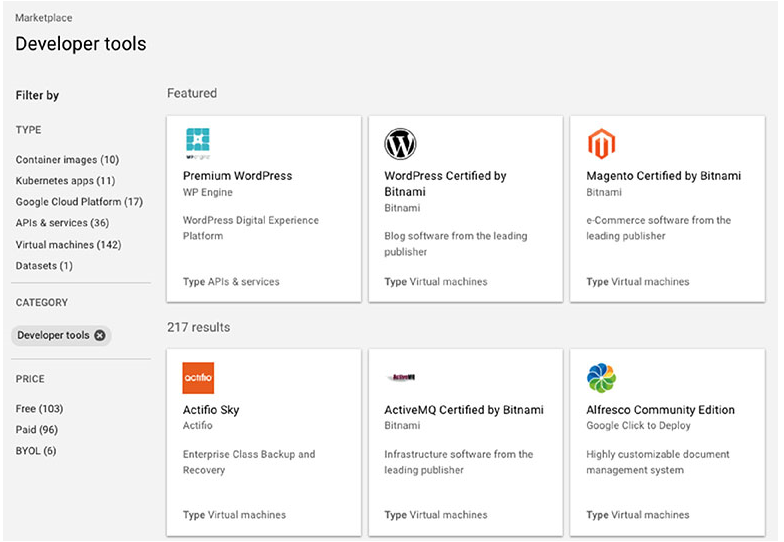 Marketplace
Developer tools
Filter by
TYPE
Container images (10)
Kubernetes apps (11)
Google Cloud Platform (17)
APIs & services (36)
Virtual machines (142)
Datasets (1)
CATEGORY
Developer tools
PRICE
Free (103)
Paid (96)
BYOL (6)
Featured
wpengine
Premium WordPress
WP Engine
WordPress Digital Experience
Platform
Type APIs & services
WordPress Certified by
Bitnami
Bitnami
Blog software from the leading
publisher
Type Virtual machines
Magento Certified by Bitnami
Bitnami
e-Commerce software from the
leading publisher
Type Virtual machines
217 results
actifio
Actifio Sky
Actifio
Enterprise Class Backup and
Recovery
Type Virtual machines
ActiveMQ
ActiveMQ Certified by Bitnami
Bitnami
Infrastructure software from the
leading publisher
Type Virtual machines
Alfresco Community Edition
Google Click to Deploy
Highly customizable document
management system
Type Virtual machines